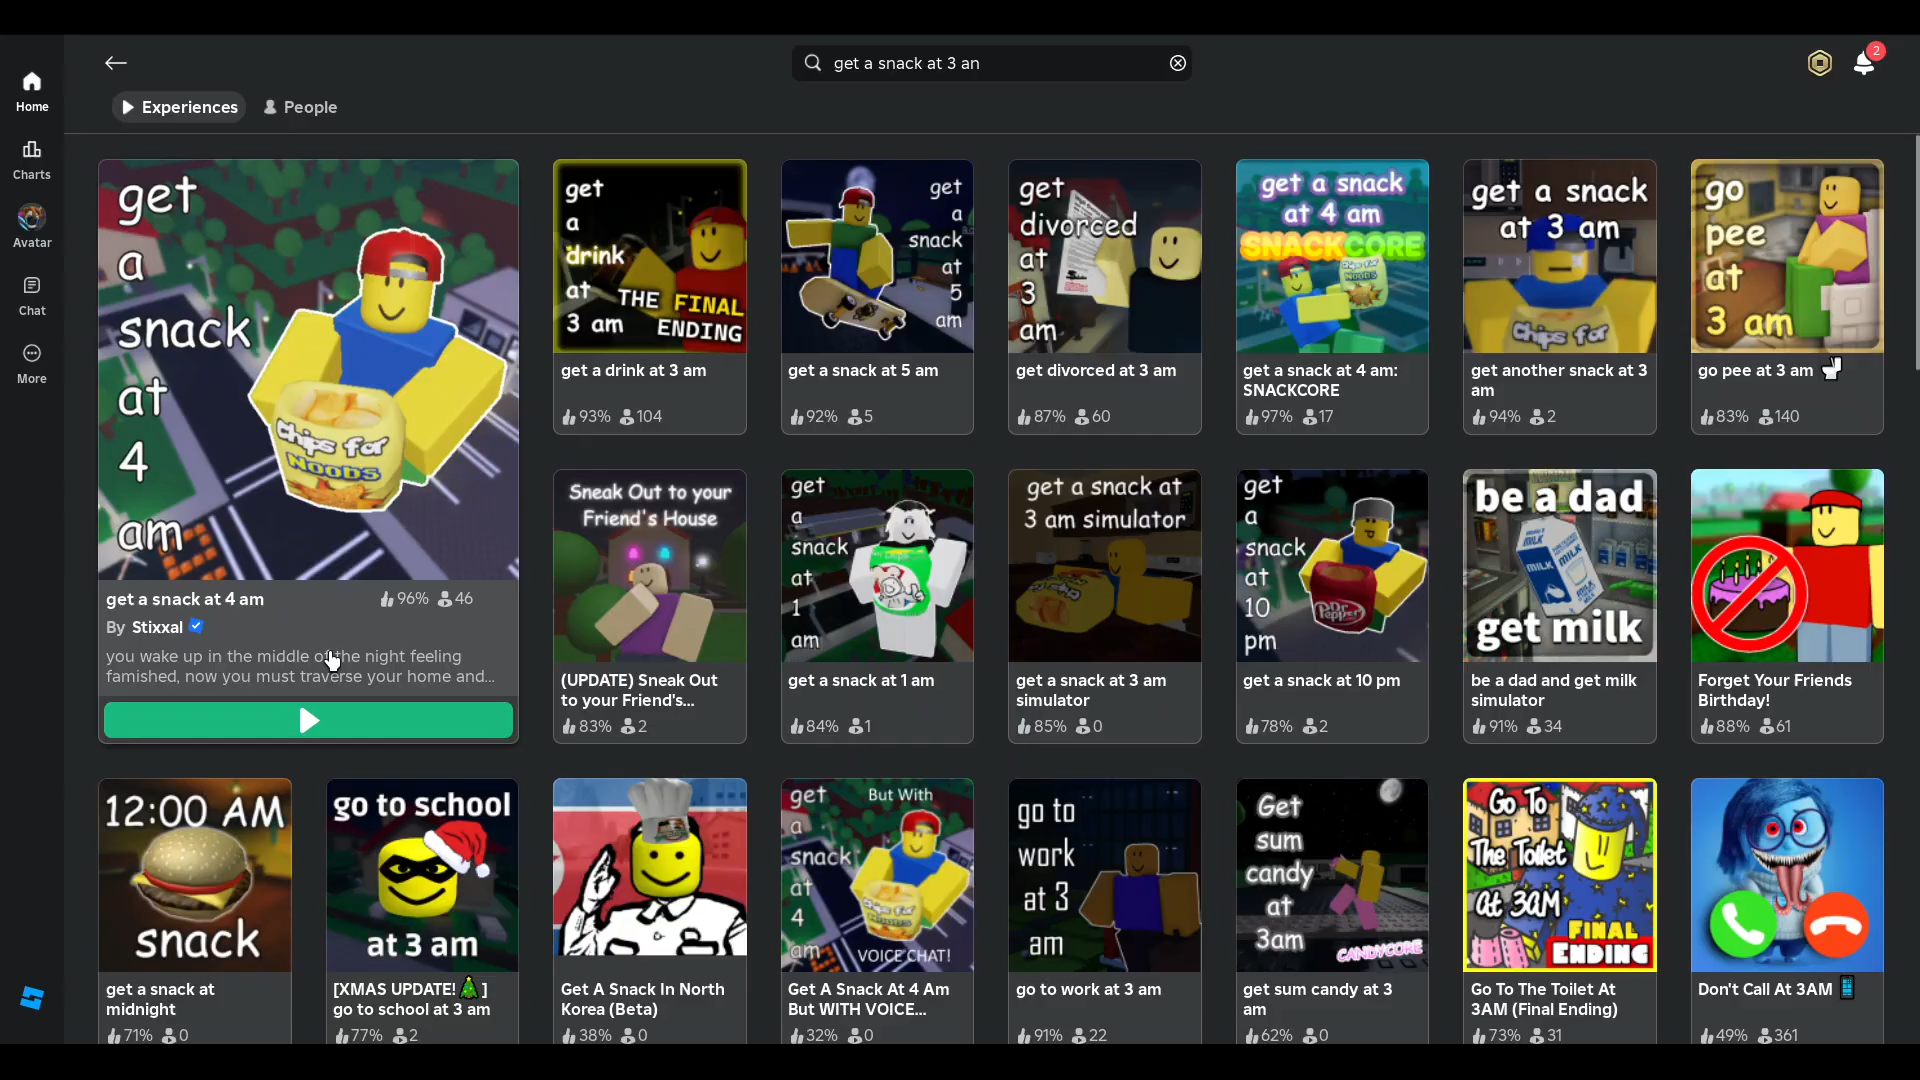 get a snack at 3 an
2
Home
Charts
Avatar
Chat
More
Experiences
People
get
a
snack
at
4
am
Chips for
Noobs
get a snack at 4 am
96% 46
By Stixxal
you wake up in the middle of the night feeling
famished, now you must traverse your home and...
get
a
drink
at
3 am
THE FINAL
ENDING
get a drink at 3 am
93% 104
get
a
snack
at
5
am
get a snack at 5 am
92% 5
get
divorced
at
3
am
get divorced at 3 am
87% 60
get a snack
at 4 am
SNACKCORE
Chips for
Noobs
get a snack at 4 am:
SNACKCORE
97% 17
get a snack
at 3 am
Chips for
get another snack at 3
am
94% 2
go
pee
at
3 am
go pee at 3 am
83% 140
Sneak Out to your
Friend's House
(UPDATE) Sneak Out
to your Friend's...
83% 2
get
a
snack
at
1
am
get a snack at 1 am
84% 1
get a snack at
3 am simulator
get a snack at 3 am
simulator
85% 0
get
a
snack
at
10
pm
Dr Pepper
get a snack at 10 pm
78% 2
be a dad
MILK
get milk
be a dad and get milk
simulator
91% 34
Forget Your Friends
Birthday!
88% 61
12:00 AM
snack
get a snack at
midnight
71% 0
go to school
at 3 am
[XMAS UPDATE!🎄]
go to school at 3 am
77% 2
Get A Snack In North
Korea (Beta)
38% 0
get
a
snack
at
4
am
But With
Chips for
Noobs
VOICE CHAT!
Get A Snack At 4 Am
But WITH VOICE...
32% 0
go to
work
at 3
am
go to work at 3 am
91% 22
Get
sum
candy
at
3am
CANDYCORE
get sum candy at 3
am
62% 0
Go To
The Toilet
At 3AM
FINAL
ENDING
Go To The Toilet At
3AM (Final Ending)
73% 31
Don't Call At 3AM
49% 361